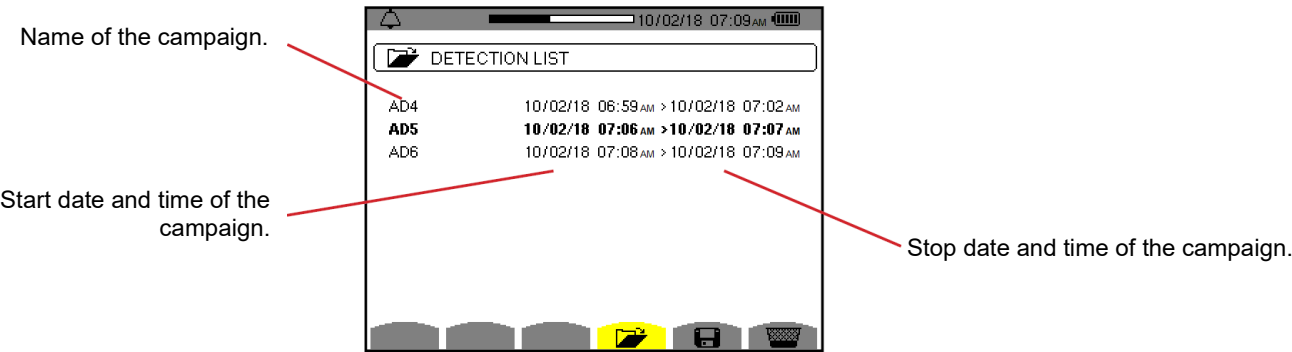 10/02/18 07:09AM
Name of the campaign.
DETECTION LIST
AD4 10/02/18 06:59AM > 10/02/18 07:02AM
AD5 10/02/18 07:06AM > 10/02/18 07:07AM
AD6 10/02/18 07:08AM > 10/02/18 07:09AM
Start date and time of the
campaign.
Stop date and time of the campaign.